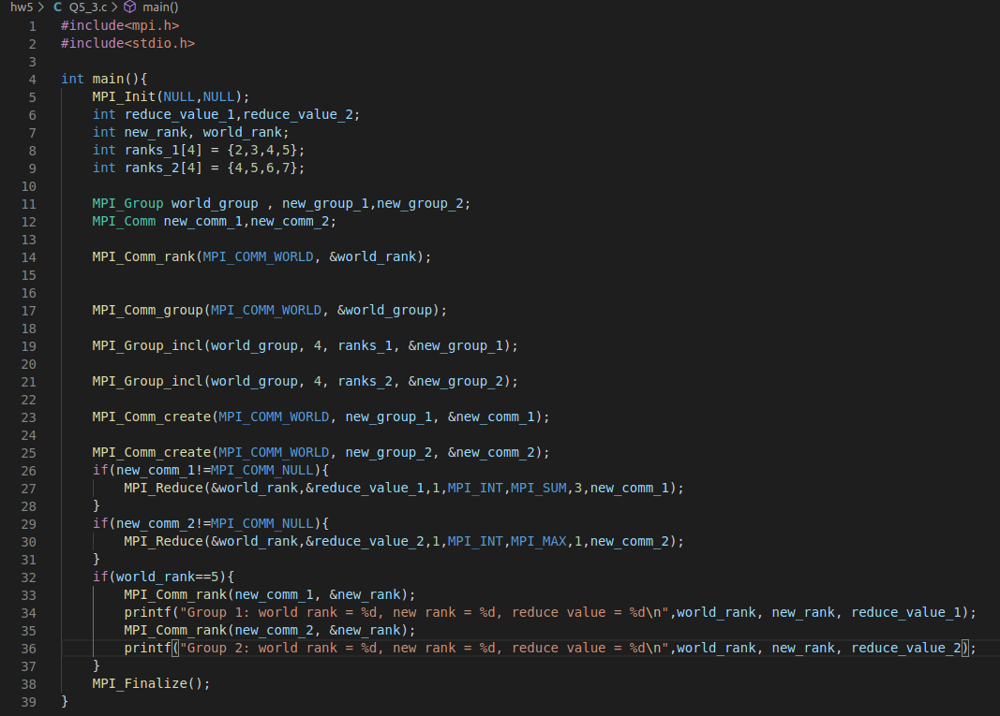 hw5 > C Q5_3.c > main()
1 #include<mpi.h>
2 #include<stdio.h>
3
4 int main(){
5     MPI_Init(NULL,NULL);
6     int reduce_value_1,reduce_value_2;
7     int new_rank, world_rank;
8     int ranks_1[4] = {2,3,4,5};
9     int ranks_2[4] = {4,5,6,7};
10
11     MPI_Group world_group , new_group_1,new_group_2;
12     MPI_Comm new_comm_1,new_comm_2;
13
14     MPI_Comm_rank(MPI_COMM_WORLD, &world_rank);
15
16
17     MPI_Comm_group(MPI_COMM_WORLD, &world_group);
18
19     MPI_Group_incl(world_group, 4, ranks_1, &new_group_1);
20
21     MPI_Group_incl(world_group, 4, ranks_2, &new_group_2);
22
23     MPI_Comm_create(MPI_COMM_WORLD, new_group_1, &new_comm_1);
24
25     MPI_Comm_create(MPI_COMM_WORLD, new_group_2, &new_comm_2);
26     if(new_comm_1!=MPI_COMM_NULL){
27         MPI_Reduce(&world_rank,&reduce_value_1,1,MPI_INT,MPI_SUM,3,new_comm_1);
28     }
29     if(new_comm_2!=MPI_COMM_NULL){
30         MPI_Reduce(&world_rank,&reduce_value_2,1,MPI_INT,MPI_MAX,1,new_comm_2);
31     }
32     if(world_rank==5){
33         MPI_Comm_rank(new_comm_1, &new_rank);
34         printf("Group 1: world rank = %d, new rank = %d, reduce value = %d\n",world_rank, new_rank, reduce_value_1);
35         MPI_Comm_rank(new_comm_2, &new_rank);
36         printf("Group 2: world rank = %d, new rank = %d, reduce value = %d\n",world_rank, new_rank, reduce_value_2);
37     }
38     MPI_Finalize();
39 }